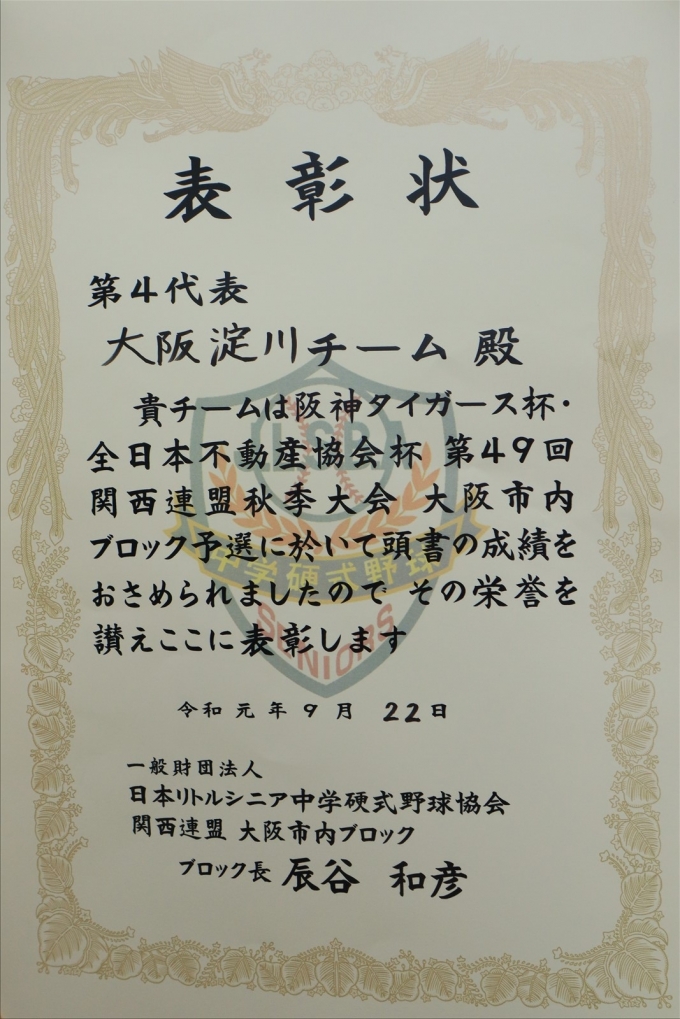 表彰状
第4代表
大阪淀川チーム 殿
貴チームは阪神タイガース杯・
全日本不動産協会杯 第49回
関西連盟秋季大会 大阪市内
ブロック予選に於いて頭書の成績を
おさめられましたので その栄誉を
讃えここに表彰します
令和元年9月 22日
一般財団法人
日本リトルシニア中学硬式野球協会
関西連盟 大阪市内ブロック
ブロック長 辰谷 和彦
中学硬式野球
SENIORS